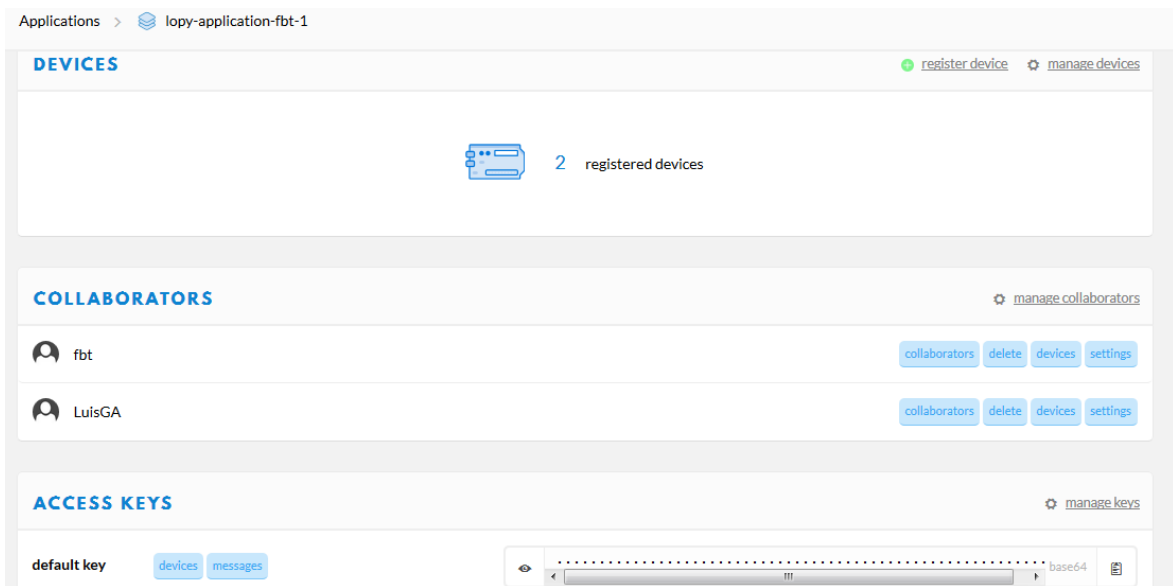 Applications > lopy-application-fbt-1
DEVICES register device manage devices
2 registered devices
COLLABORATORS manage collaborators
fbt collaborators delete devices settings
LuisGA collaborators delete devices settings
ACCESS KEYS manage keys
default key devices messages base64